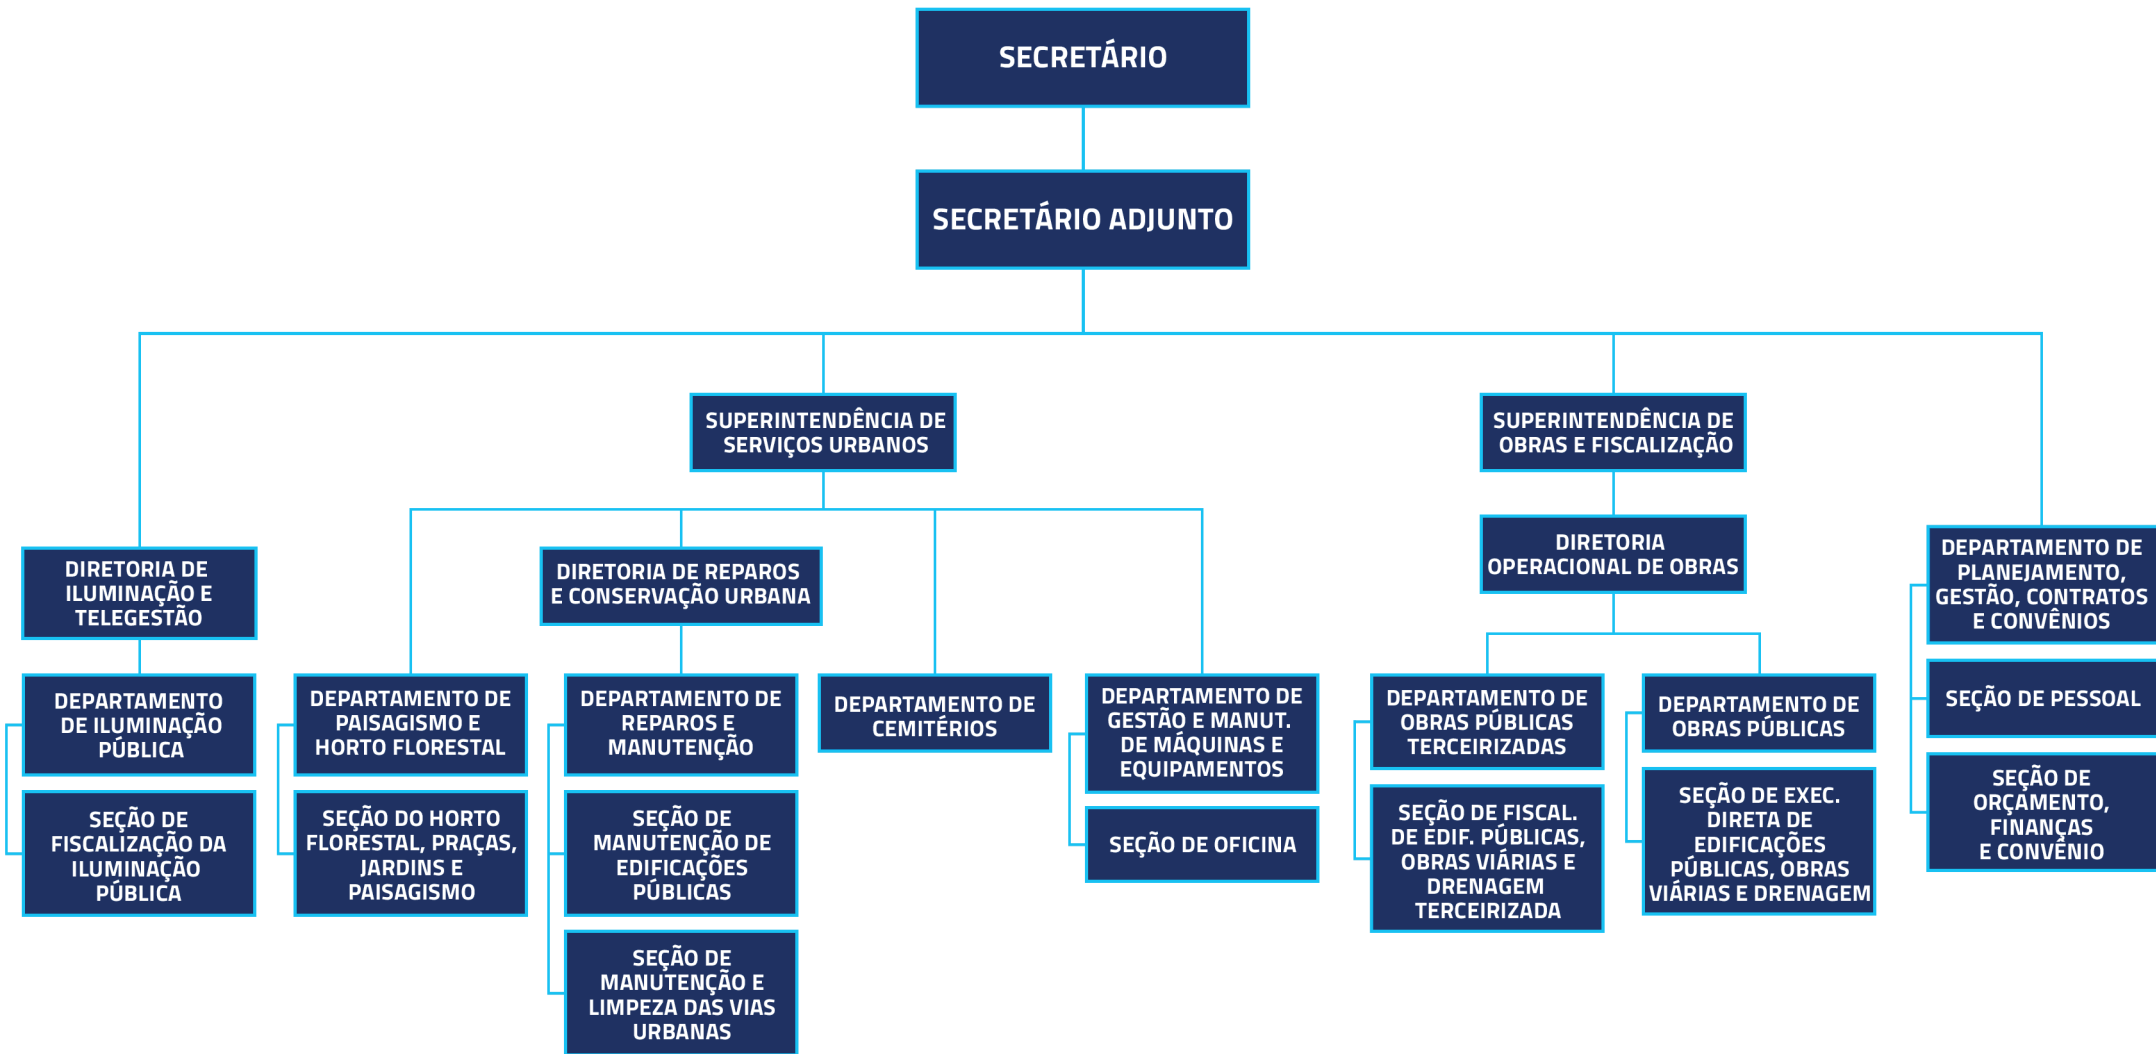 SECRETÁRIO
SECRETÁRIO ADJUNTO
SUPERINTENDÊNCIA DE
SERVIÇOS URBANOS
SUPERINTENDÊNCIA DE
OBRAS E FISCALIZAÇÃO
DIRETORIA DE
ILUMINAÇÃO E
TELEGESTÃO
DIRETORIA DE REPAROS
E CONSERVAÇÃO URBANA
DIRETORIA
OPERACIONAL DE OBRAS
DEPARTAMENTO DE
PLANEJAMENTO,
GESTÃO, CONTRATOS
E CONVÊNIOS
DEPARTAMENTO
DE ILUMINAÇÃO
PÚBLICA
DEPARTAMENTO DE
PAISAGISMO E
HORTO FLORESTAL
DEPARTAMENTO DE
REPAROS E
MANUTENÇÃO
DEPARTAMENTO DE
CEMITÉRIOS
DEPARTAMENTO DE
GESTÃO E MANUT.
DE MÁQUINAS E
EQUIPAMENTOS
DEPARTAMENTO DE
OBRAS PÚBLICAS
TERCEIRIZADAS
DEPARTAMENTO DE
OBRAS PÚBLICAS
SEÇÃO DE PESSOAL
SEÇÃO DE
FISCALIZAÇÃO DA
ILUMINAÇÃO
PÚBLICA
SEÇÃO DO HORTO
FLORESTAL, PRAÇAS,
JARDINS E
PAISAGISMO
SEÇÃO DE
MANUTENÇÃO DE
EDIFICAÇÕES
PÚBLICAS
SEÇÃO DE OFICINA
SEÇÃO DE FISCAL.
DE EDIF. PÚBLICAS,
OBRAS VIÁRIAS E
DRENAGEM
TERCEIRIZADA
SEÇÃO DE EXEC.
DIRETA DE
EDIFICAÇÕES
PÚBLICAS, OBRAS
VIÁRIAS E DRENAGEM
SEÇÃO DE
ORÇAMENTO,
FINANÇAS
E CONVÊNIO
SEÇÃO DE
MANUTENÇÃO E
LIMPEZA DAS VIAS
URBANAS